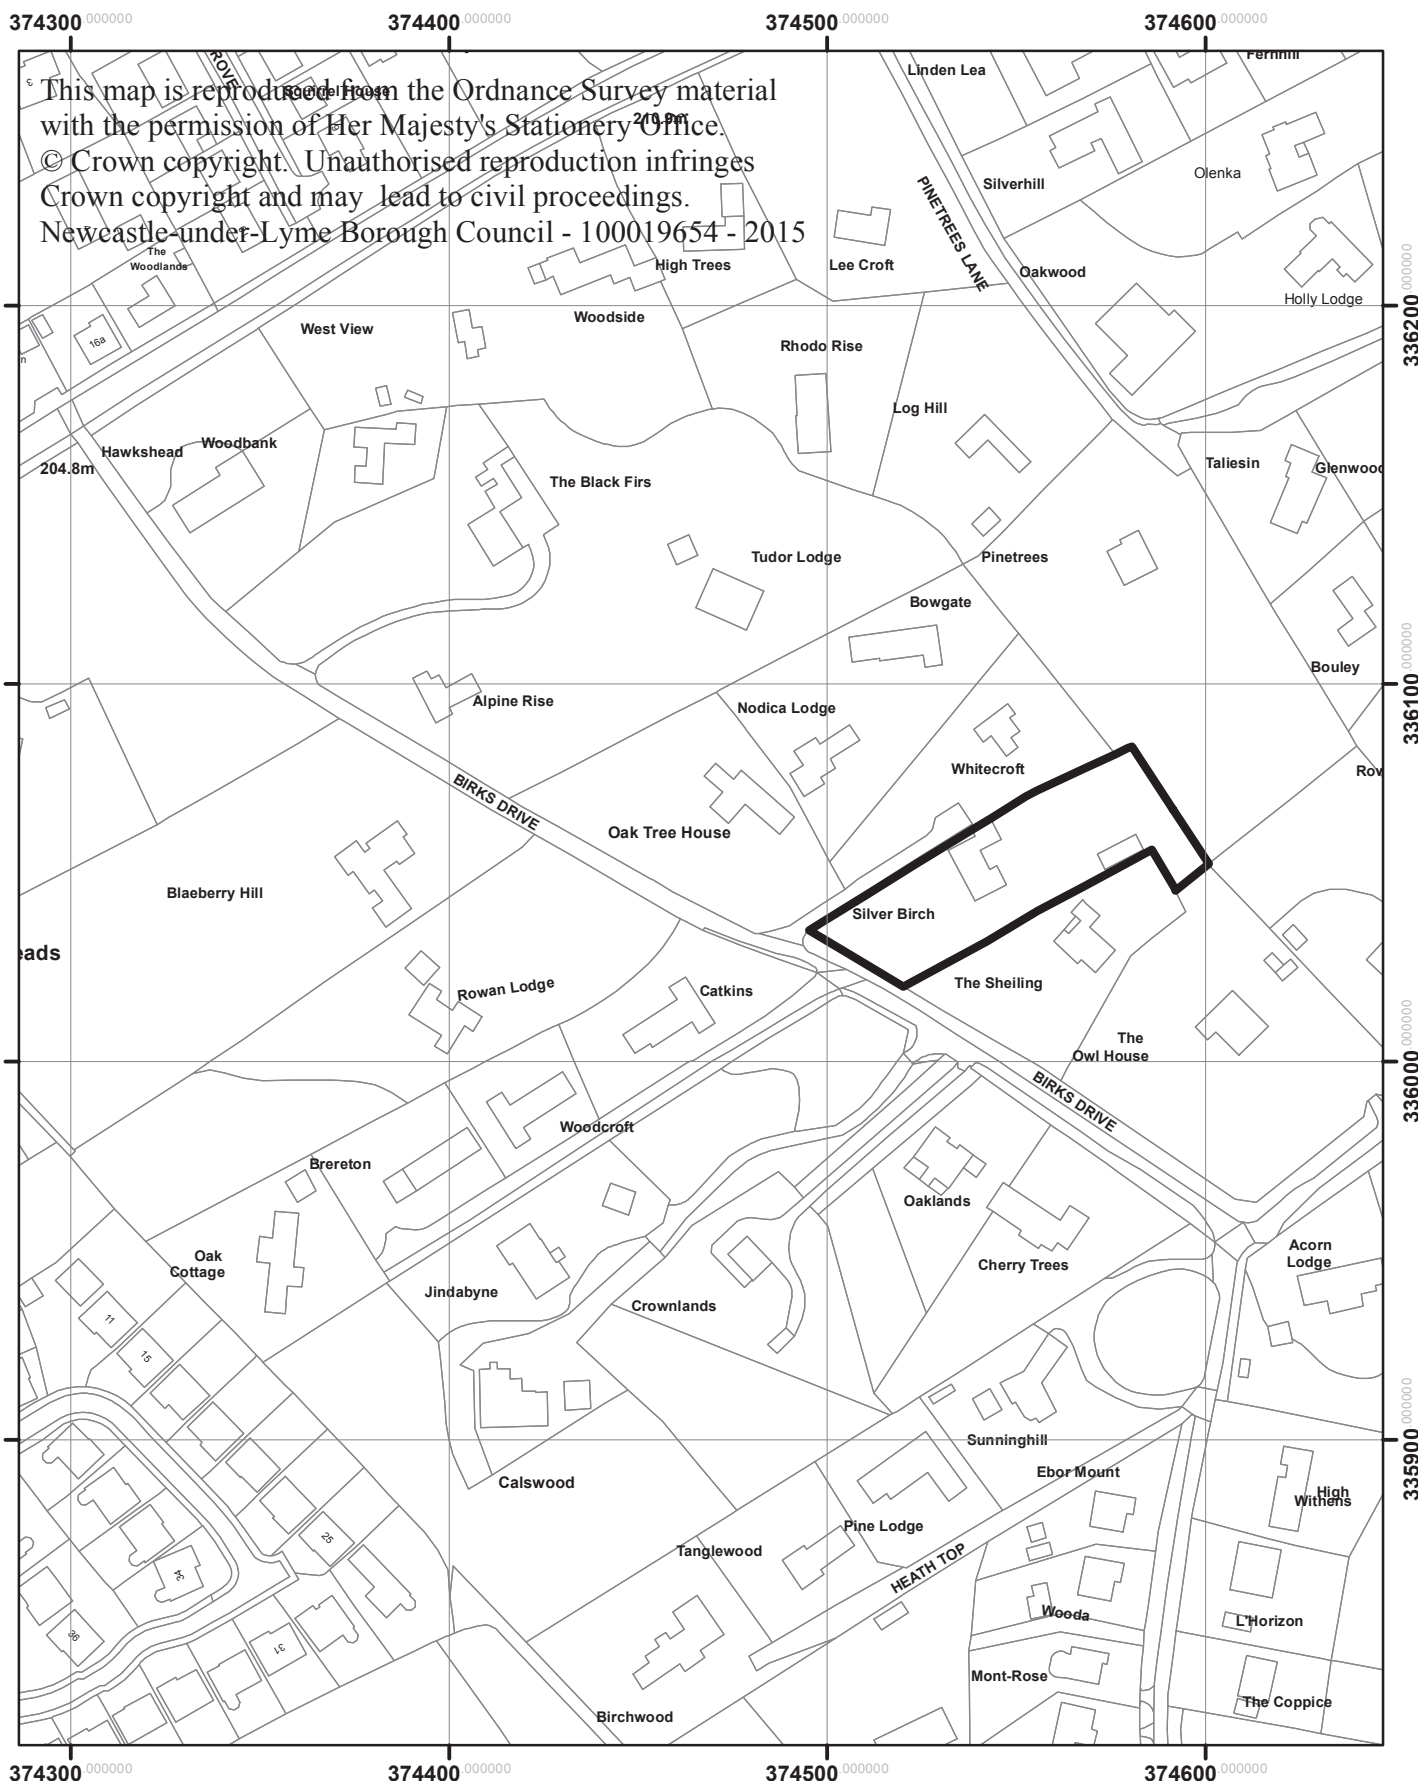 374300.000000 374400.000000 374500.000000 374600.000000
This map is reproduced from the Ordnance Survey material
with the permission of Her Majesty's Stationery Office.
© Crown copyright. Unauthorised reproduction infringes
Crown copyright and may lead to civil proceedings.
Newcastle-under-Lyme Borough Council - 100019654 - 2015
Squirrel House
210.9m
Linden Lea
Fernhill
Silverhill
Olenka
PINETREES LANE
The
Woodlands
High Trees
Lee Croft
Oakwood
Holly Lodge
336200.000000
16a
West View
Woodside
Rhodo Rise
Log Hill
Hawkshead
Woodbank
204.8m
The Black Firs
Taliesin
Glenwood
Tudor Lodge
Pinetrees
Bowgate
Bouley
336100.000000
Alpine Rise
Nodica Lodge
Whitecroft
BIRKS DRIVE
Oak Tree House
Blaeberry Hill
Silver Birch
eads
Rowan Lodge
Catkins
The Sheiling
The
Owl House
336000.000000
BIRKS DRIVE
Woodcroft
Brereton
Oaklands
Oak
Cottage
Cherry Trees
Acorn
Lodge
Jindabyne
Crownlands
11
15
Sunninghill
335900.000000
Ebor Mount
Calswood
High
Withens
Pine Lodge
25
Tanglewood
HEATH TOP
34
Wooda
L'Horizon
36
31
Mont-Rose
The Coppice
Birchwood
374300.000000 374400.000000 374500.000000 374600.000000